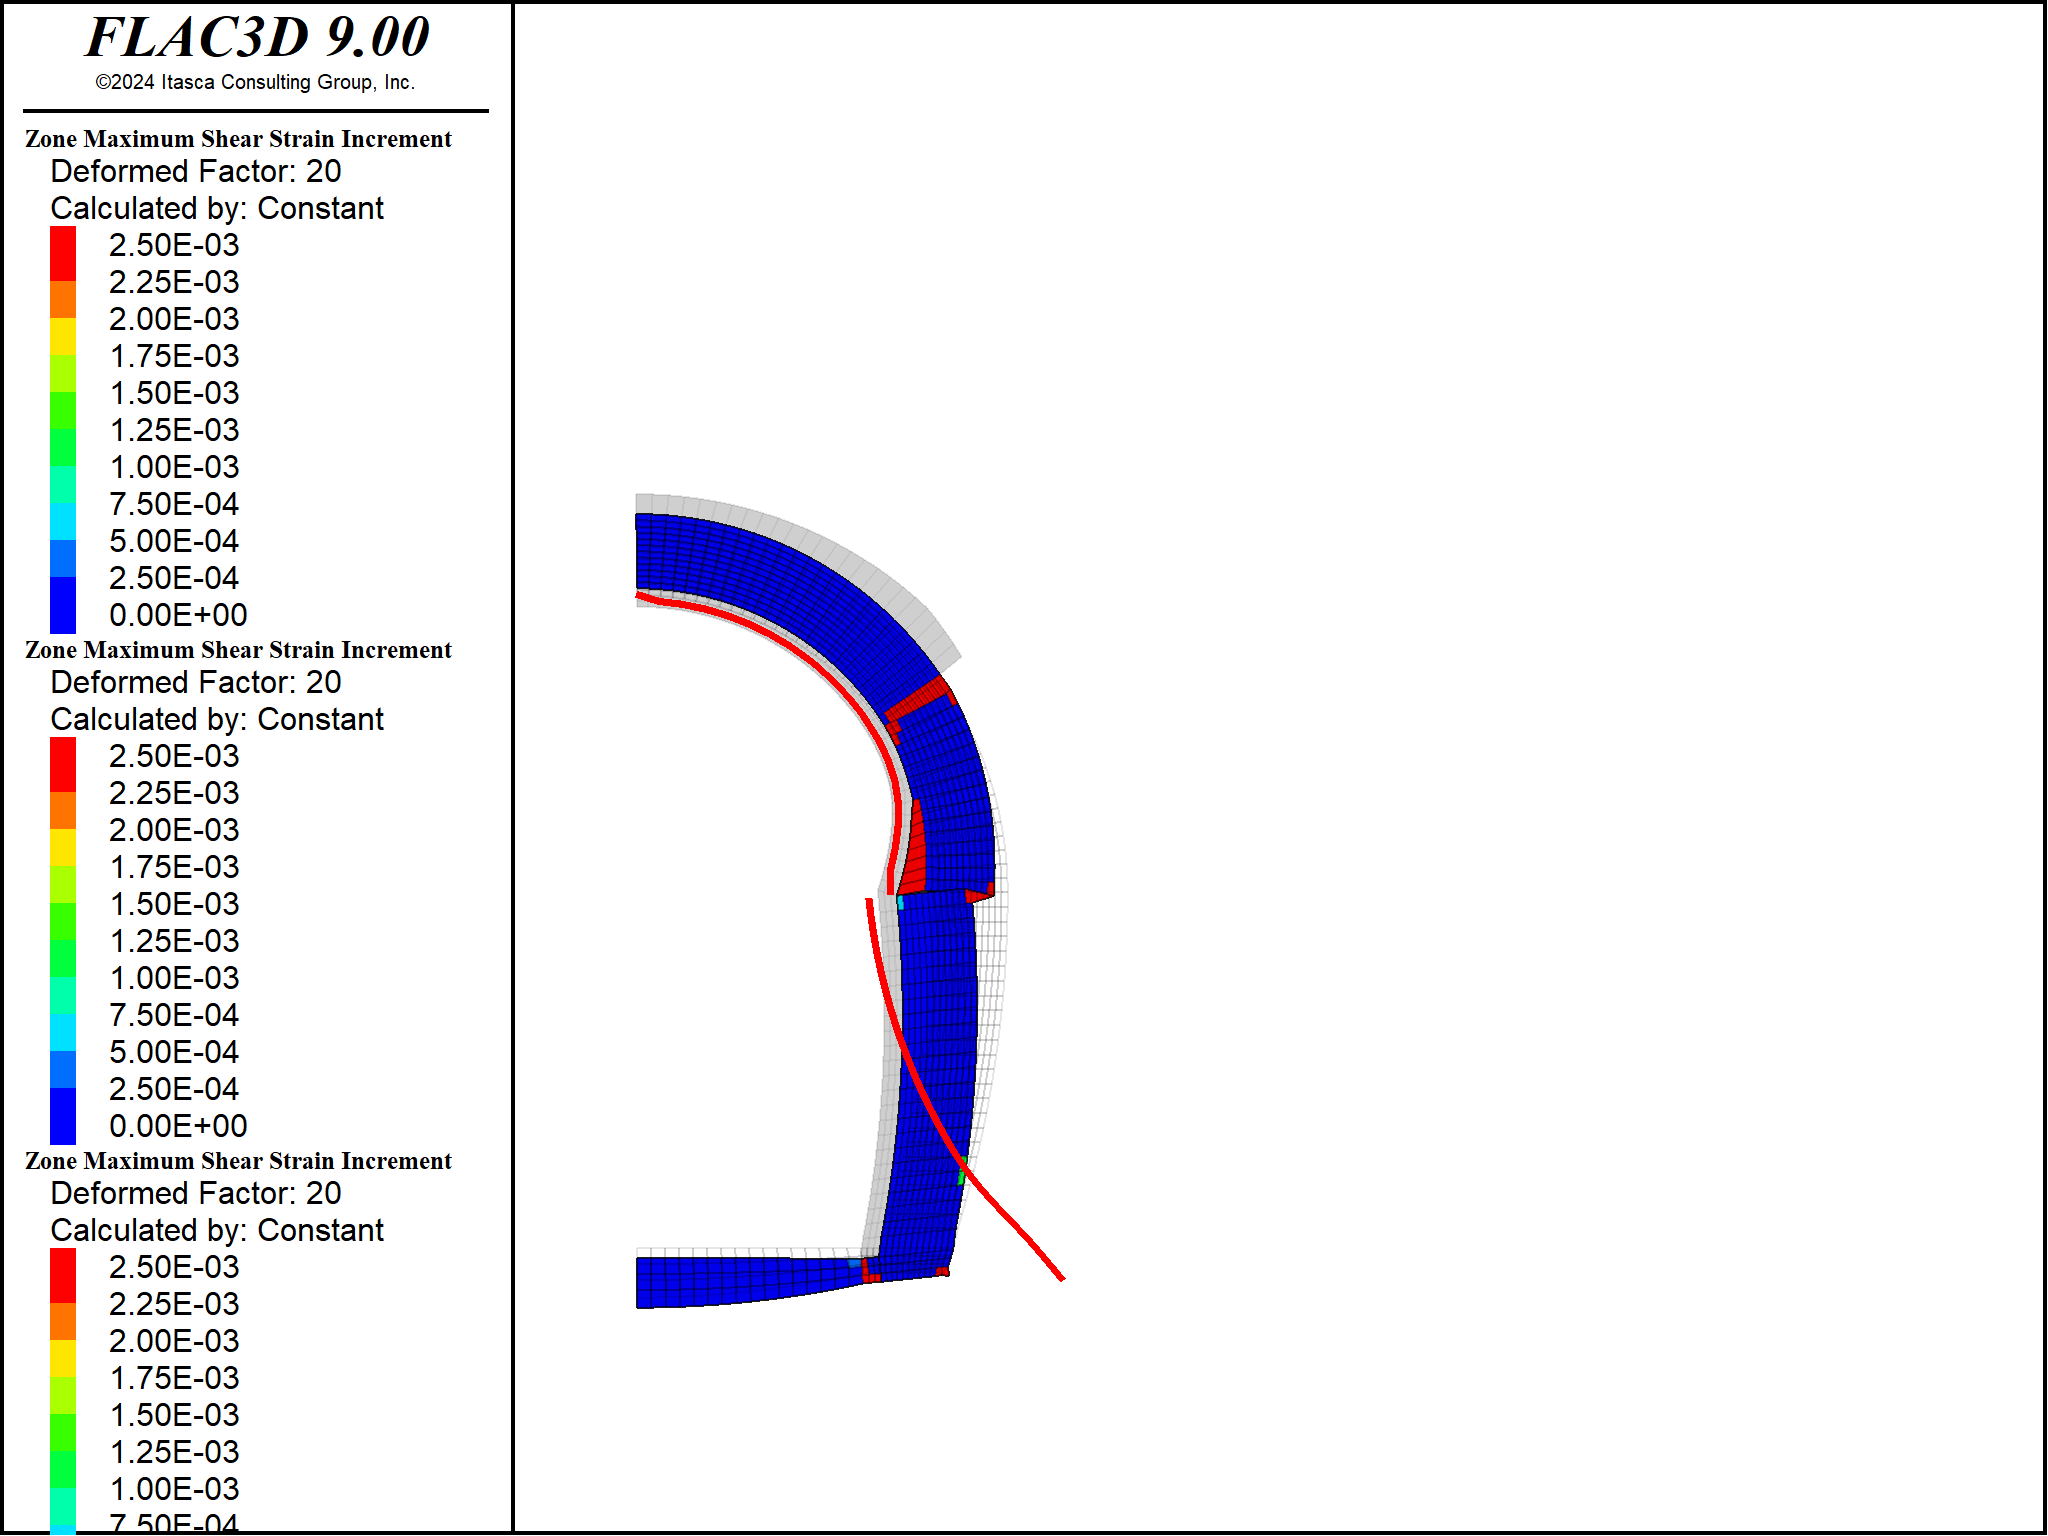 FLAC3D 9.00
©2024 Itasca Consulting Group, Inc.
Zone Maximum Shear Strain Increment
Deformed Factor: 20
Calculated by: Constant
2.50E-03
2.25E-03
2.00E-03
1.75E-03
1.50E-03
1.25E-03
1.00E-03
7.50E-04
5.00E-04
2.50E-04
0.00E+00
Zone Maximum Shear Strain Increment
Deformed Factor: 20
Calculated by: Constant
2.50E-03
2.25E-03
2.00E-03
1.75E-03
1.50E-03
1.25E-03
1.00E-03
7.50E-04
5.00E-04
2.50E-04
0.00E+00
Zone Maximum Shear Strain Increment
Deformed Factor: 20
Calculated by: Constant
2.50E-03
2.25E-03
2.00E-03
1.75E-03
1.50E-03
1.25E-03
1.00E-03
7.50E-04